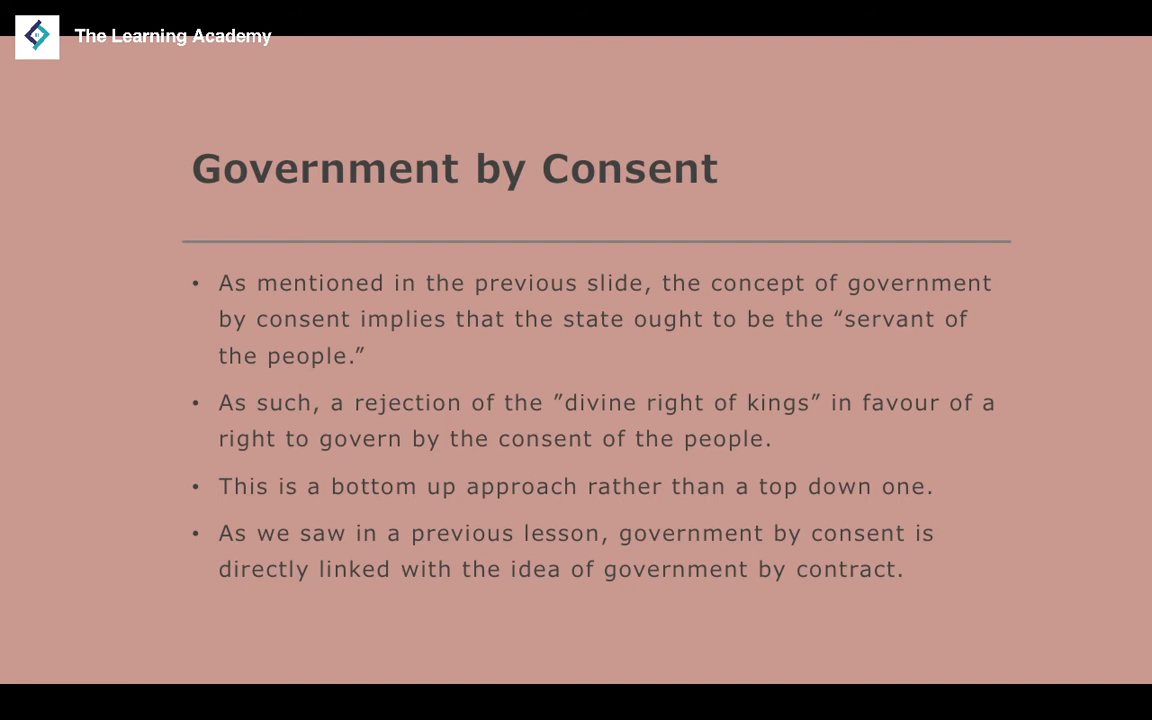 The Learning Academy
Government by Consent
• As mentioned in the previous slide, the concept of government
by consent implies that the state ought to be the “servant of
the people.”
• As such, a rejection of the ”divine right of kings” in favour of a
right to govern by the consent of the people.
• This is a bottom up approach rather than a top down one.
• As we saw in a previous lesson, government by consent is
directly linked with the idea of government by contract.